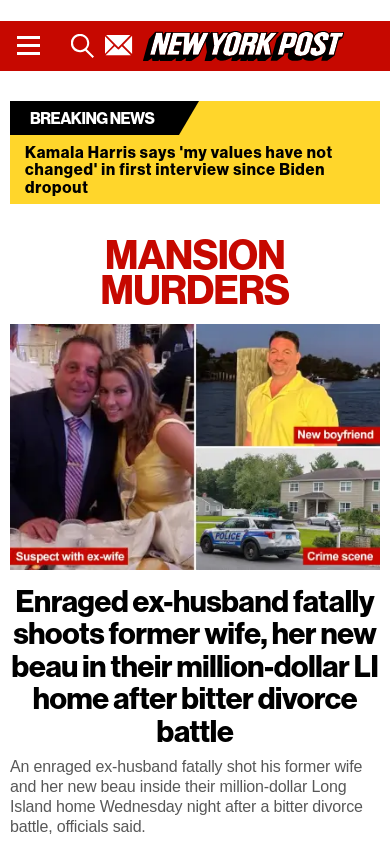 NEW YORK POST
BREAKING NEWS
Kamala Harris says 'my values have not
changed' in first interview since Biden
dropout
MANSION
MURDERS
New boyfriend
POLICE
Suspect with ex-wife
Crime scene
Enraged ex-husband fatally
shoots former wife, her new
beau in their million-dollar LI
home after bitter divorce
battle
An enraged ex-husband fatally shot his former wife
and her new beau inside their million-dollar Long
Island home Wednesday night after a bitter divorce
battle, officials said.